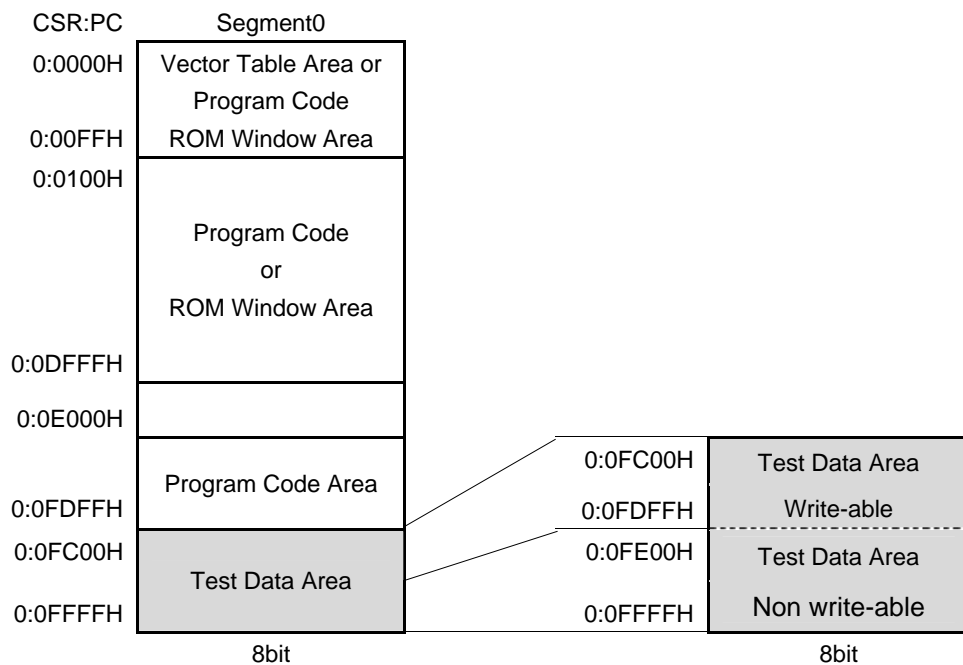 CSR:PC Segment0
0:0000H Vector Table Area or
Program Code
0:00FFH ROM Window Area
0:0100H
Program Code
or
ROM Window Area
0:0DFFFH
0:0E000H
Program Code Area
0:0FDFFH
0:0FC00H
Test Data Area
0:0FFFFH
8bit
0:0FC00H Test Data Area
0:0FDFFH Write-able
0:0FE00H Test Data Area
0:0FFFFH Non write-able
8bit